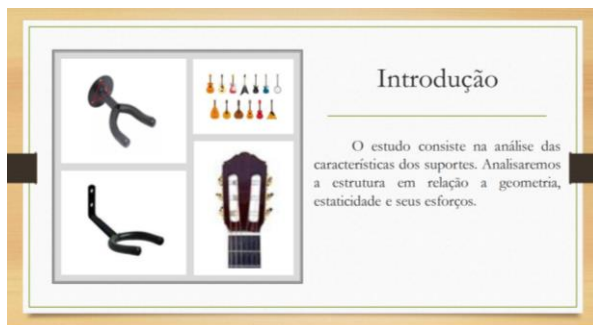 Introdução
O estudo consiste na análise das
características dos suportes. Analisaremos
a estrutura em relação a geometria,
estaticidade e seus esforços.